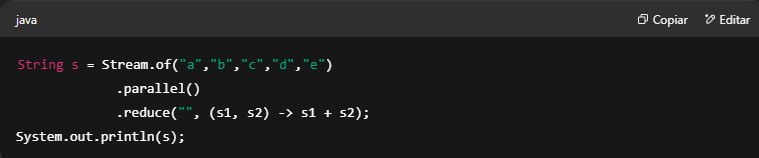 java Copiar Editar
String s = Stream.of("a","b","c","d","e")
.parallel()
.reduce("", (s1, s2) -> s1 + s2);
System.out.println(s);